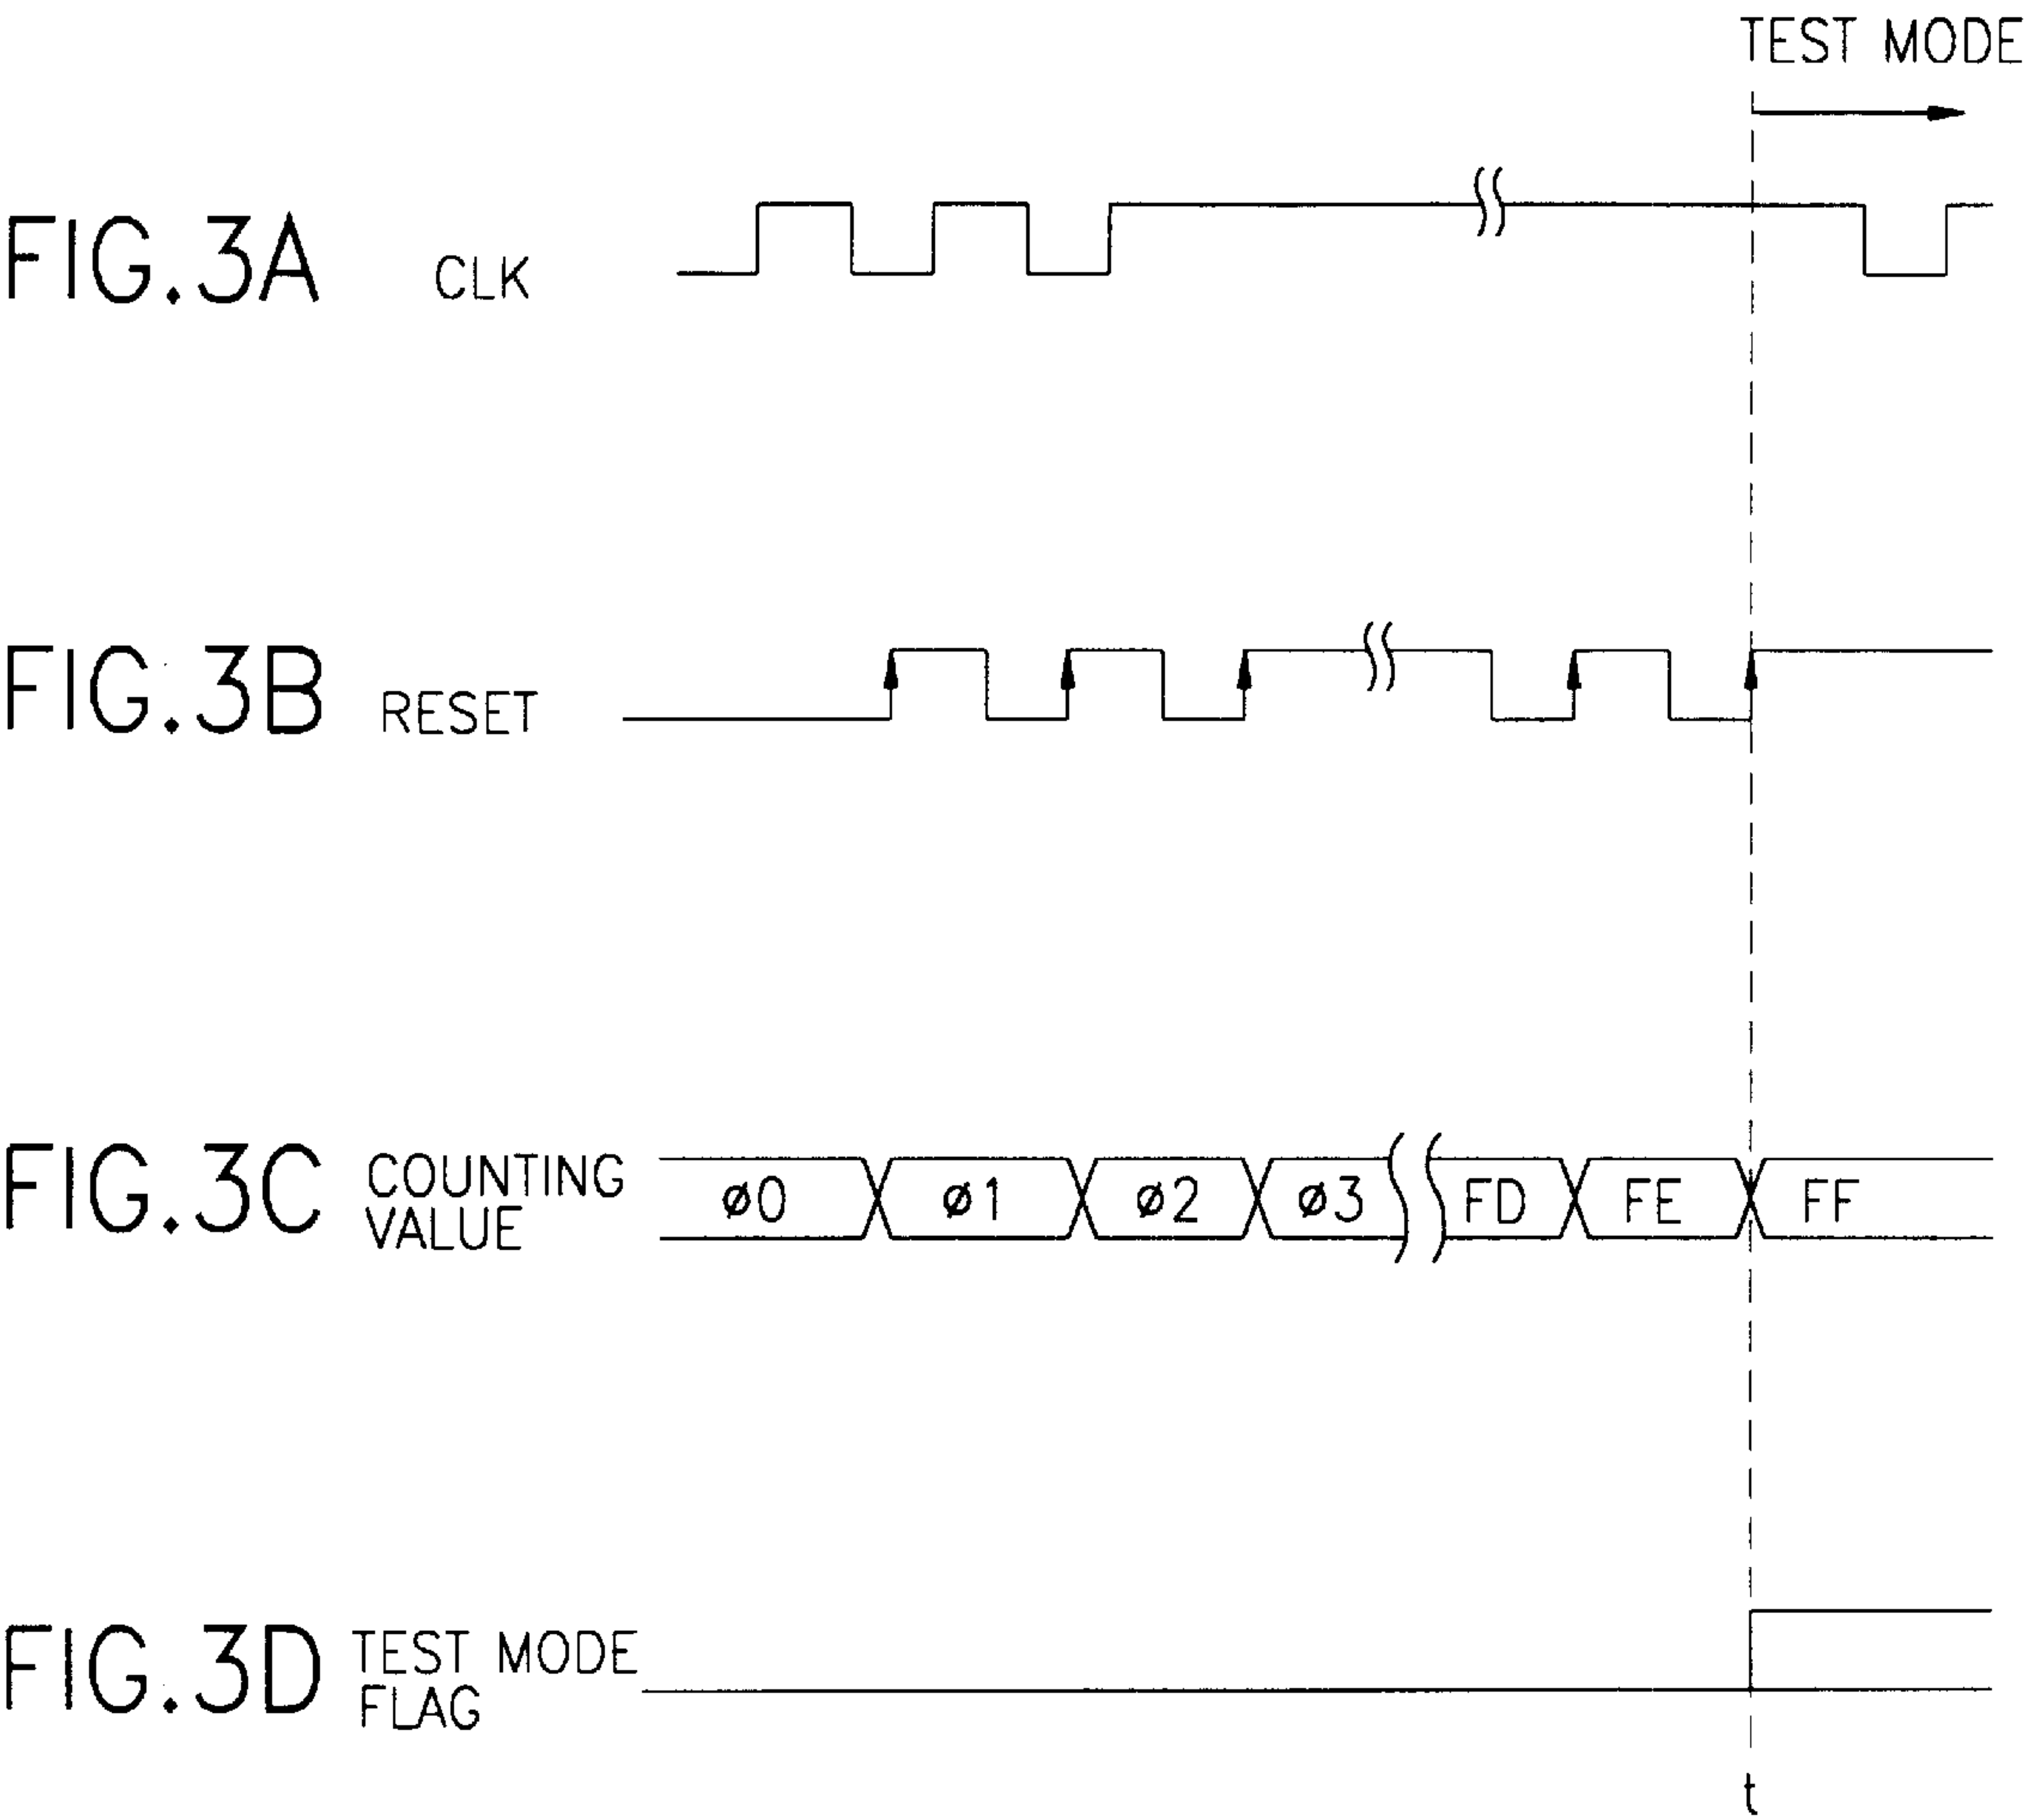 TEST MODE
FIG.3A CLK
FIG.3B RESET
FIG.3C COUNTING
VALUE
ø0 ø1 ø2 ø3 FD FE FF
FIG.3D TEST MODE
FLAG
t